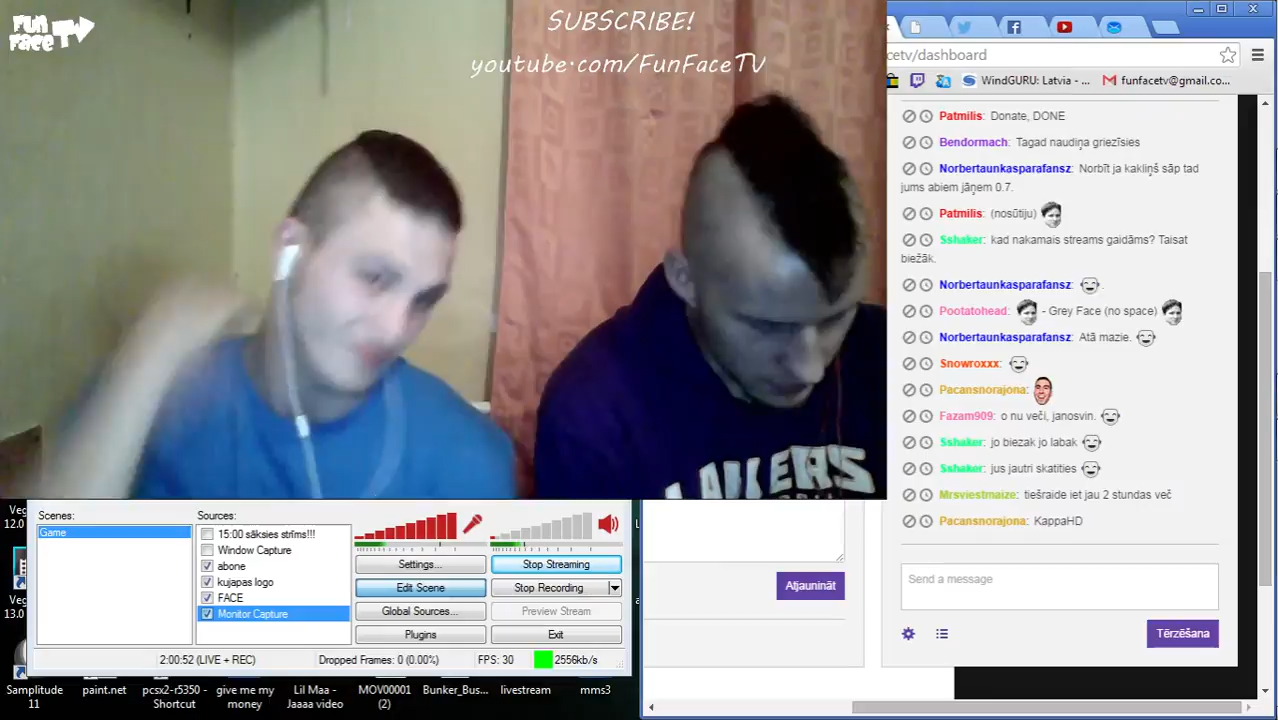 FUN
FACE TV
SUBSCRIBE!
youtube.com/FunFaceTV
cetv/dashboard
WindGURU: Latvia - ...
funfacetv@gmail.co...
Patmilis: Donate, DONE
Bendormach: Tagad naudiņa griezīsies
Norbertaunkasparafansz: Norbīt ja kakliņš sāp tad
jums abiem jāņem 0.7.
Patmilis: (nosūtiju)
Sshaker: kad nakamais streams gaidāms? Taisat
biežāk.
Norbertaunkasparafansz:
Pootatohead: - Grey Face (no space)
Norbertaunkasparafansz: Atā mazie.
Snowroxxx:
Pacansnorajona:
Fazam909: o nu veči, janosvin.
Sshaker: jo biezak jo labak
Sshaker: jus jautri skatities
Mrsviestmaize: tiešraide iet jau 2 stundas več
Pacansnorajona: KappaHD
Send a message
Tērzēšana
Atjaunināt
Scenes:
Game
Sources:
15:00 sāksies strīms!!!
Window Capture
abone
kujapas logo
FACE
Monitor Capture
Settings...
Stop Streaming
Edit Scene
Stop Recording
Global Sources...
Preview Stream
Plugins
Exit
2:00:52 (LIVE + REC)
Dropped Frames: 0 (0.00%)
FPS: 30
2556kb/s
Veg
12.0
Veg
13.0
Samplitude
11
paint.net
pcsx2-r5350 -
Shortcut
give me my
money
Lil Maa -
Jaaaa video
MOV00001
(2)
Bunker_Bus...
livestream
mms3